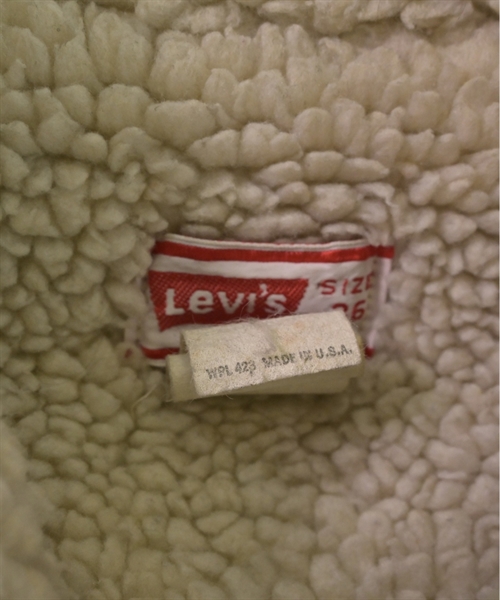 Levi's
SIZE
36
WPL 423 MADE IN U.S.A.